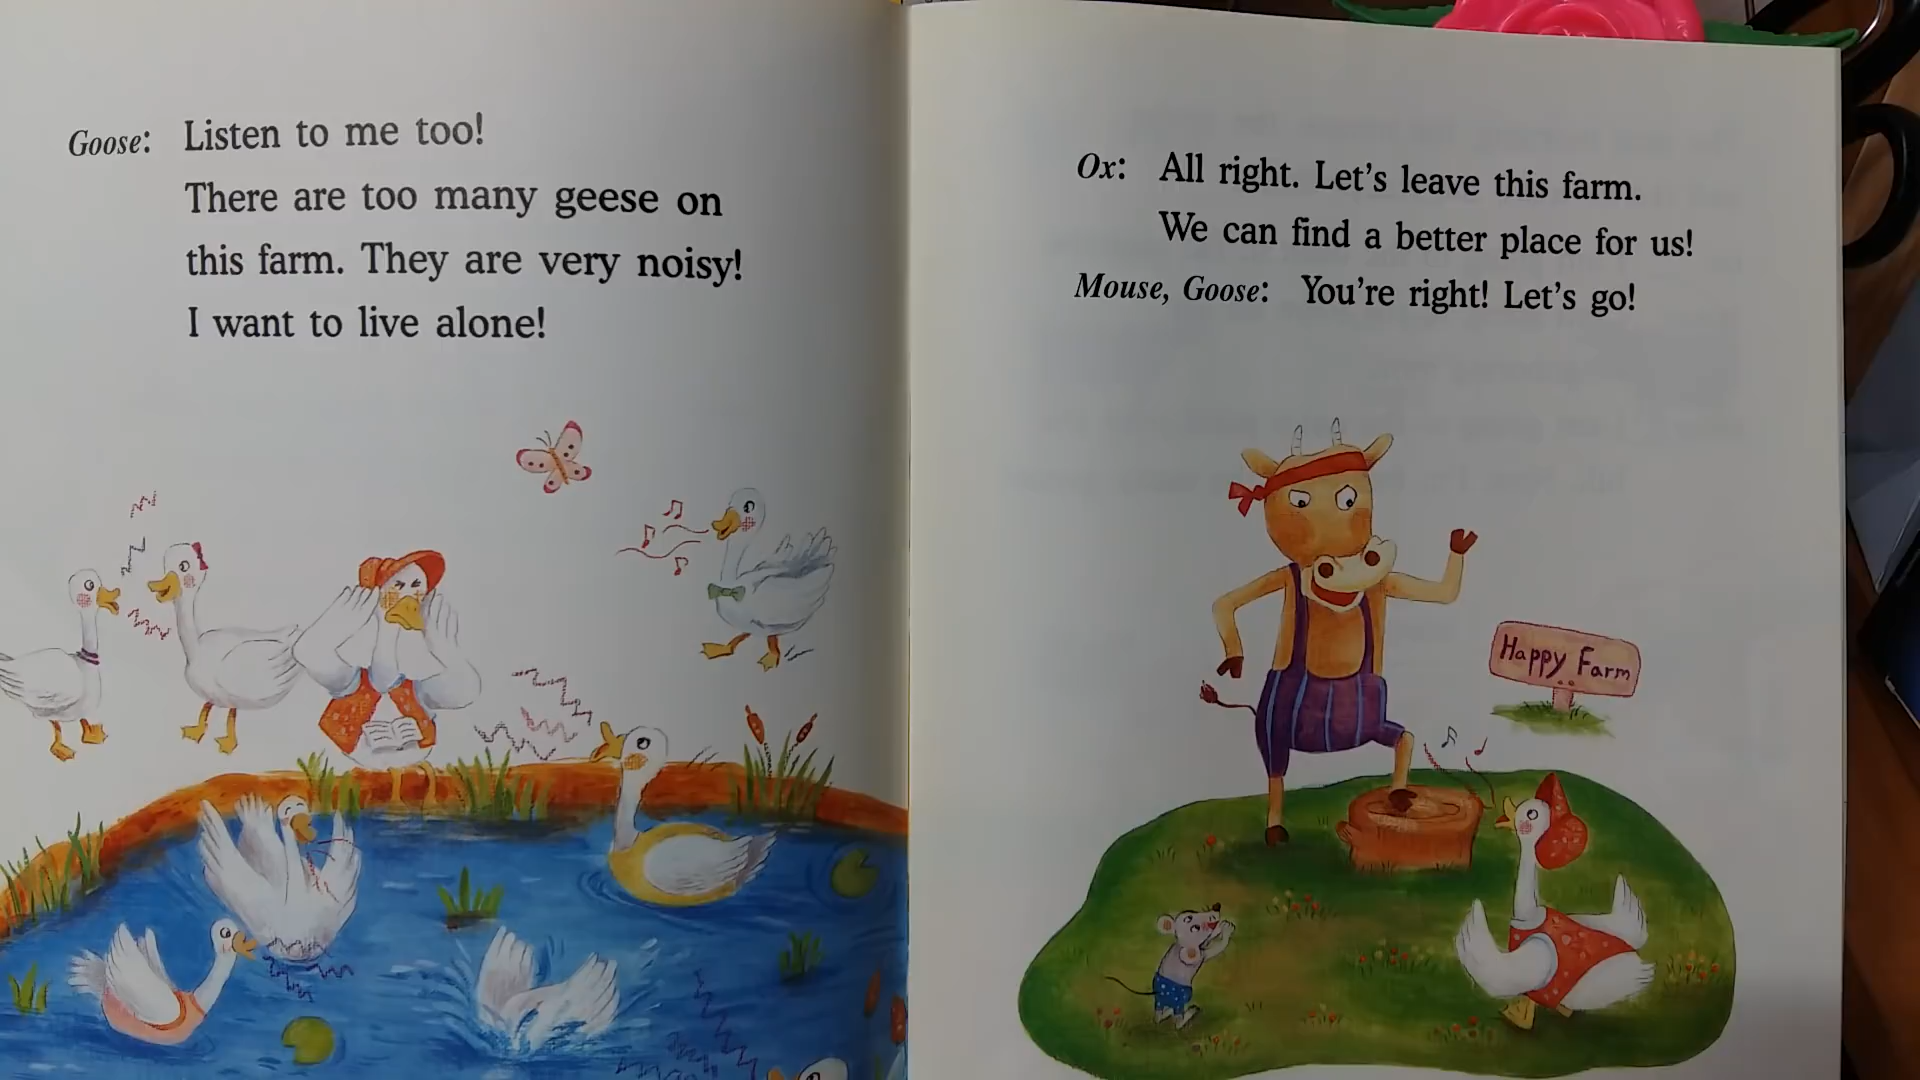 Goose: Listen to me too!
There are too many geese on
this farm. They are very noisy!
I want to live alone!
Ox: All right. Let's leave this farm.
We can find a better place for us!
Mouse, Goose: You're right! Let's go!
Happy Farm